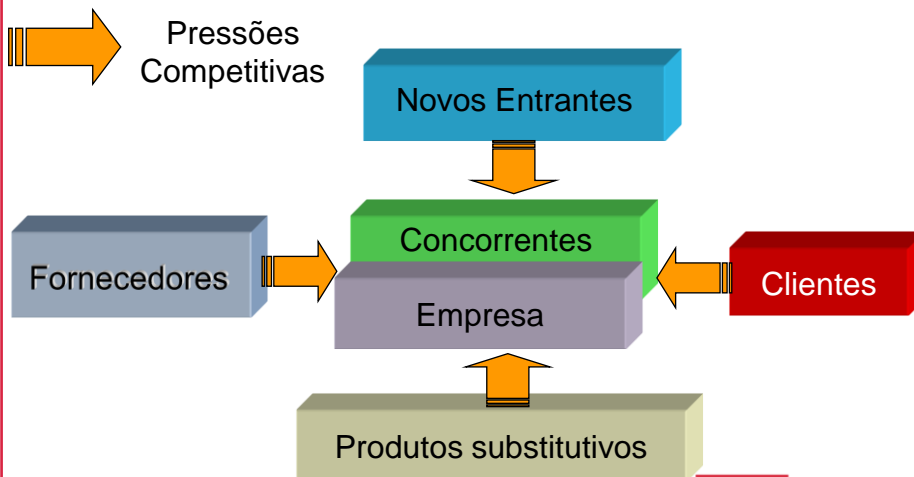 Pressões
Competitivas
Novos Entrantes
Concorrentes
Fornecedores
Clientes
Empresa
Produtos substitutivos